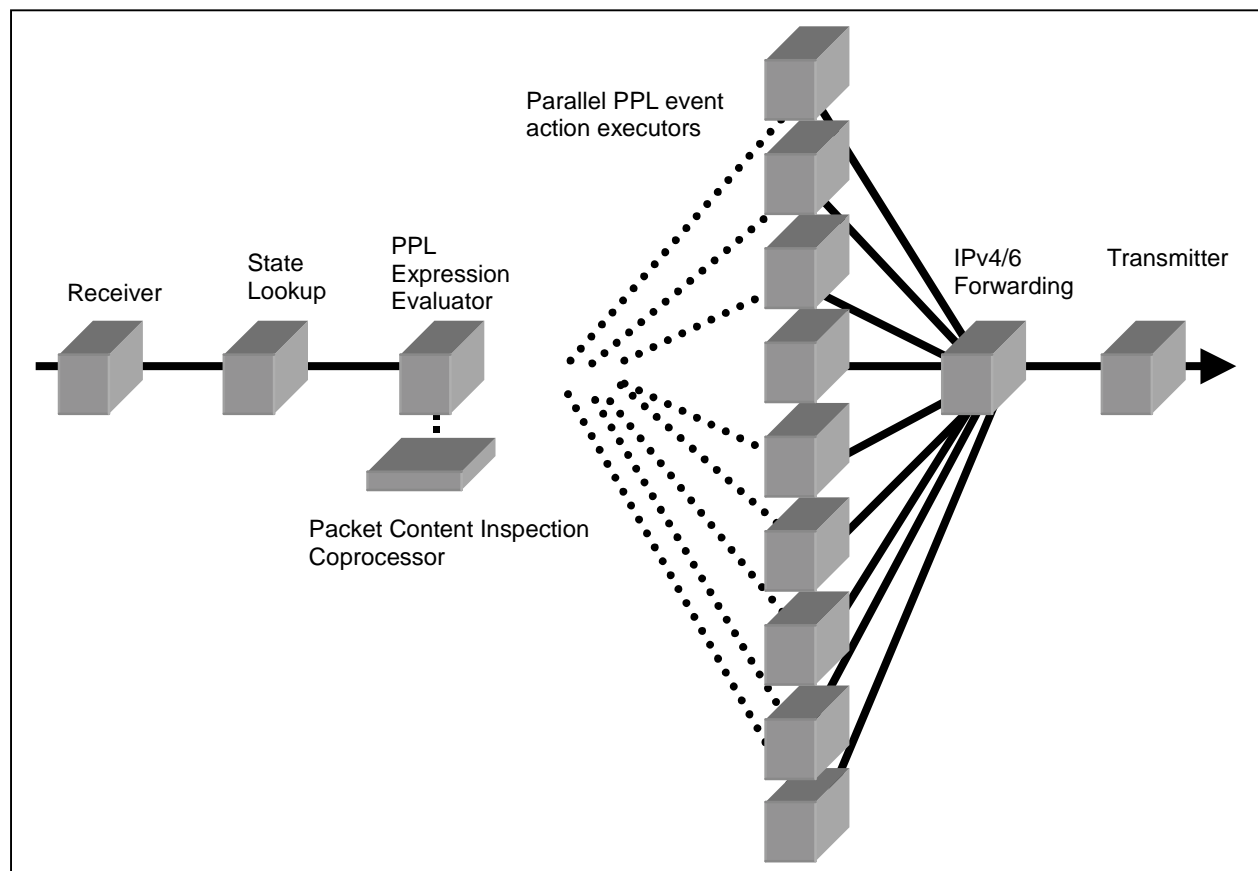 Parallel PPL event
action executors
Receiver
State
Lookup
PPL
Expression
Evaluator
IPv4/6
Forwarding
Transmitter
Packet Content Inspection
Coprocessor